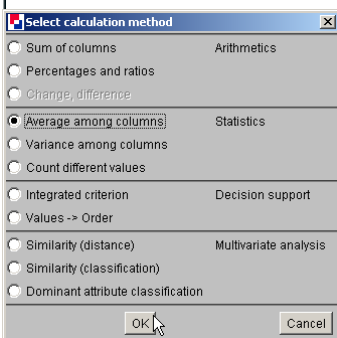 Select calculation method
Sum of columns Arithmetics
Percentages and ratios
Change, difference
Average among columns Statistics
Variance among columns
Count different values
Integrated criterion Decision support
Values -> Order
Similarity (distance) Multivariate analysis
Similarity (classification)
Dominant attribute classification
OK Cancel